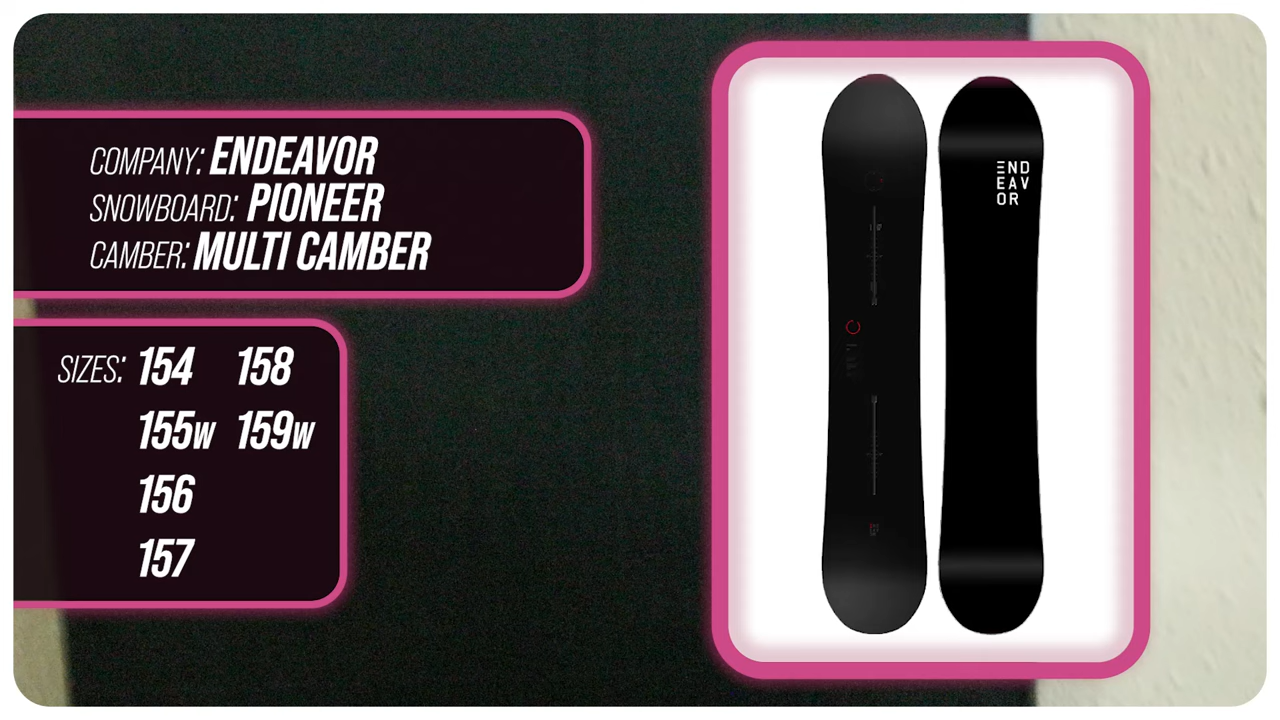 COMPANY: ENDEAVOR
SNOWBOARD: PIONEER
CAMBER: MULTI CAMBER
SIZES: 154 158
155W 159W
156
157
END
EAV
OR